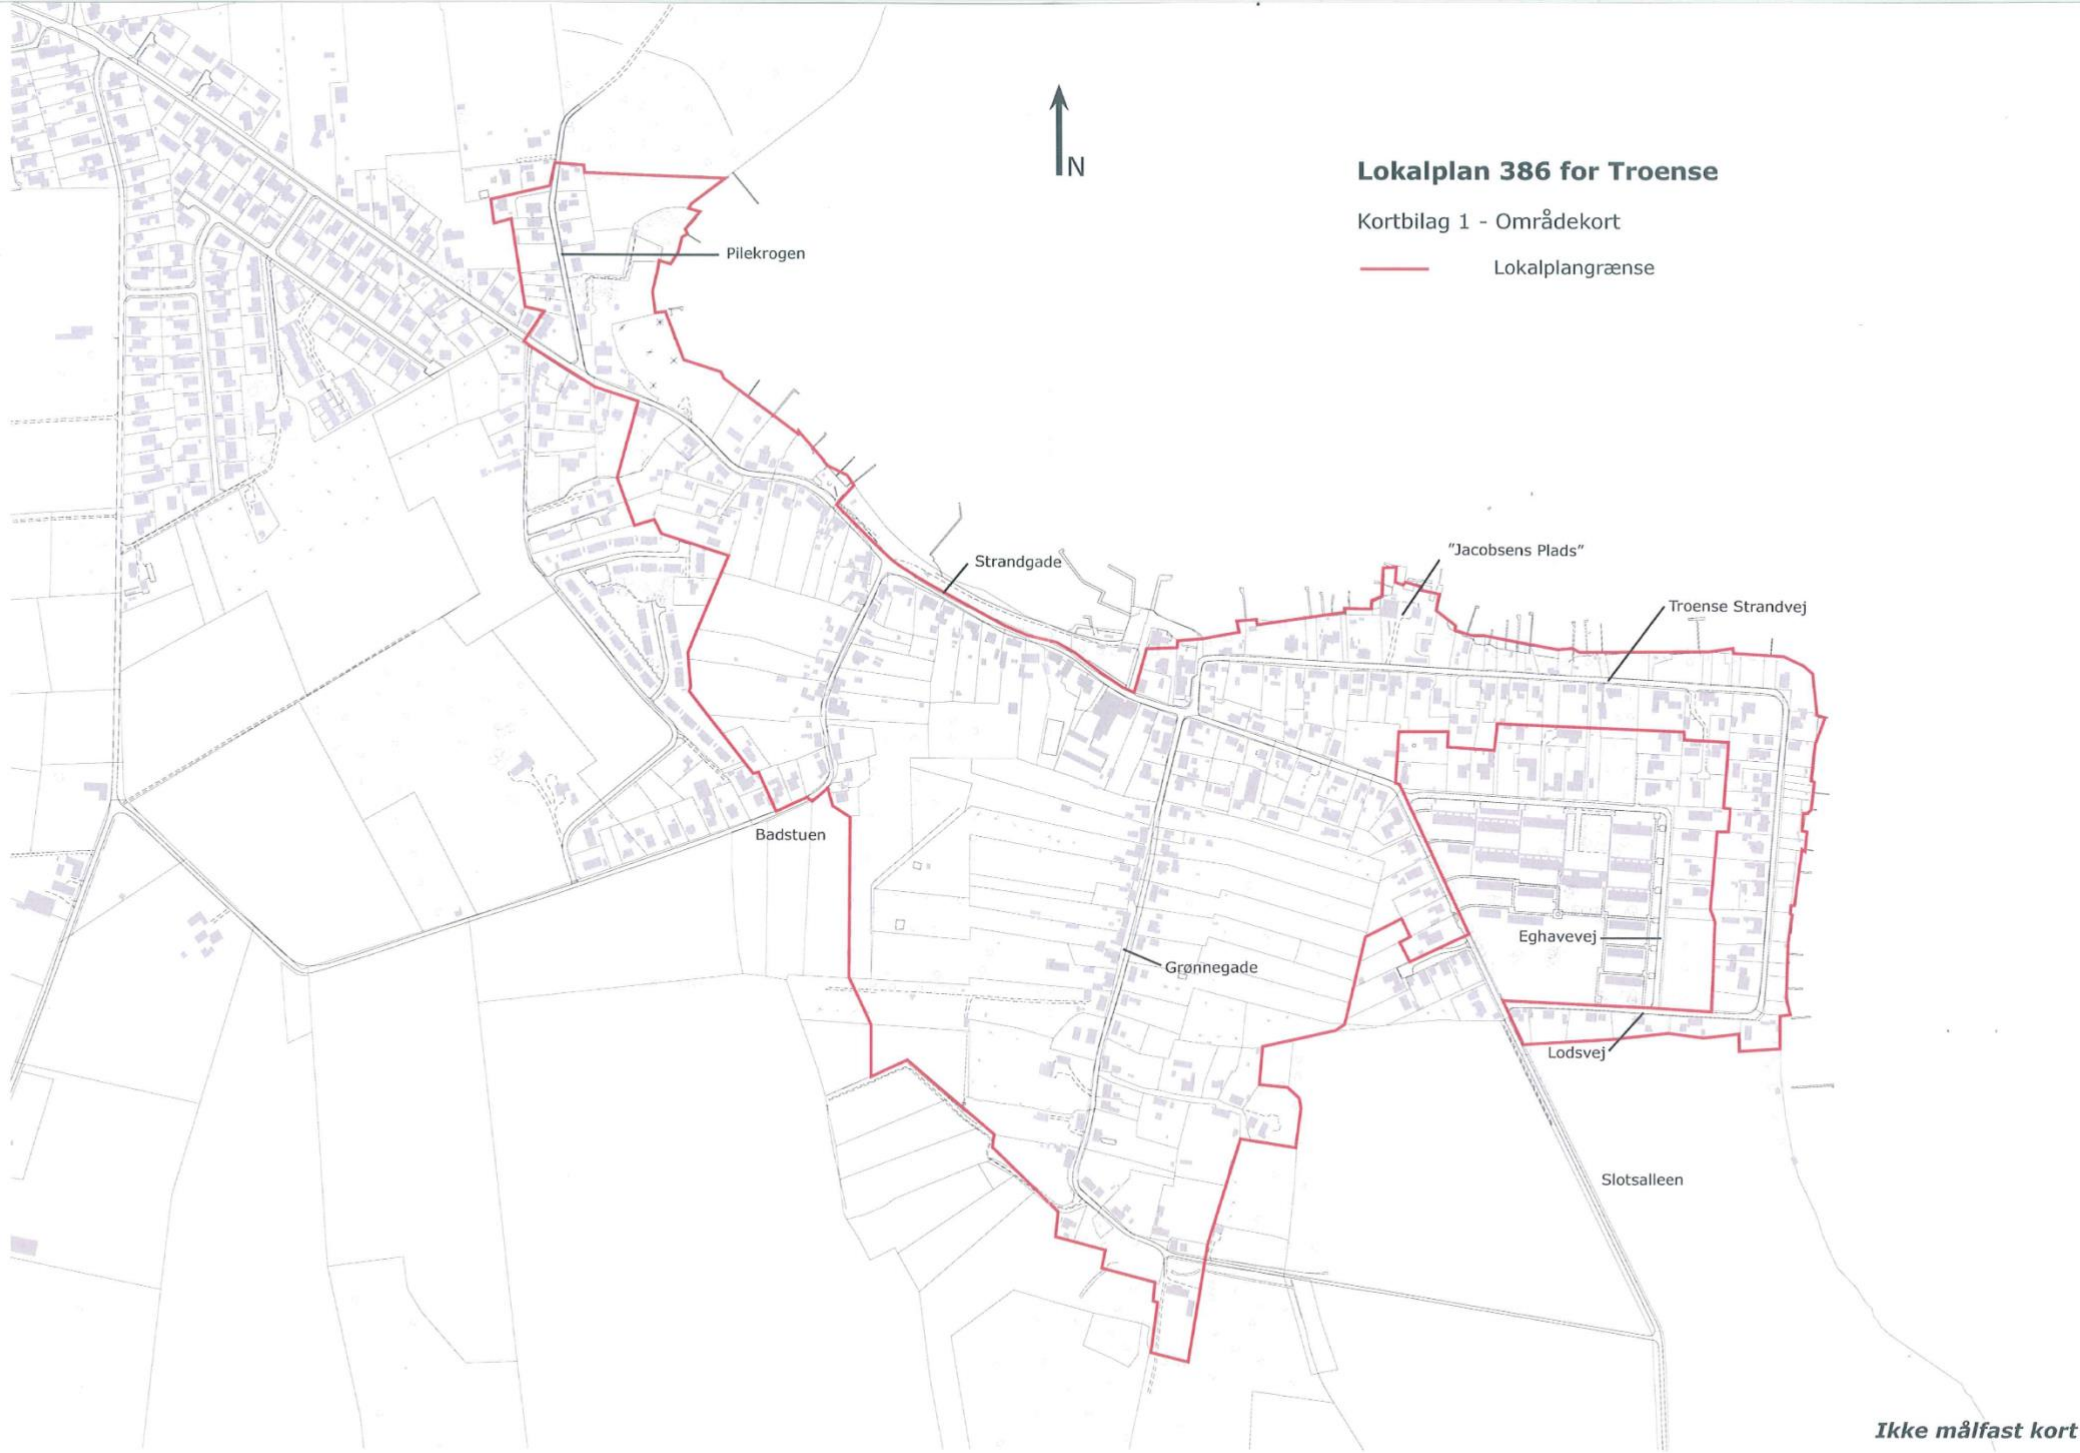 N
Lokalplan 386 for Troense
Kortbilag 1 - Områdekort
Lokalplangrænse
Pilekrogen
Strandgade
"Jacobsens Plads"
Troense Strandvej
Badstuen
Eghavevej
Grønnegade
Lodsvej
Slotsalleen
Ikke målfast kort